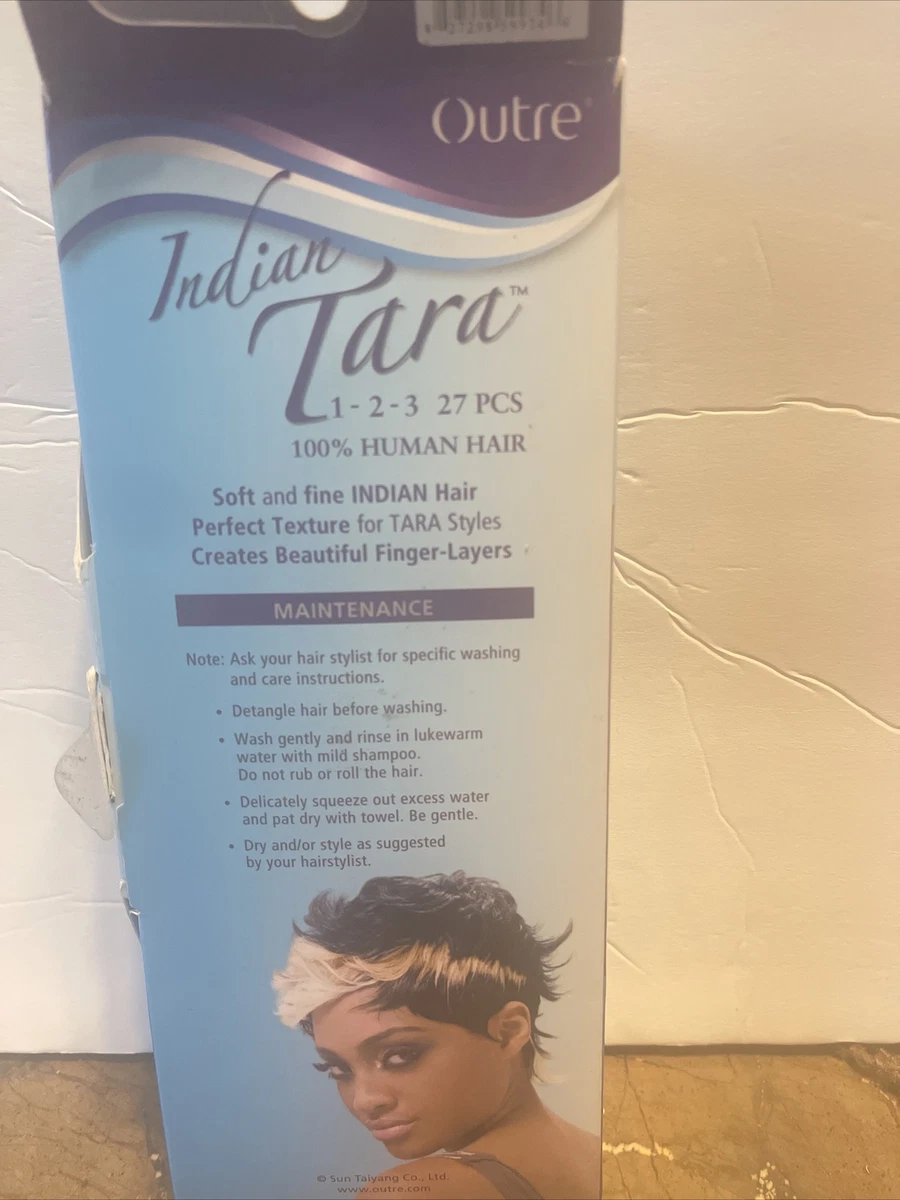 Outre
Indian
Tara™
1 - 2 - 3 27 PCS
100% HUMAN HAIR
Soft and fine INDIAN Hair
Perfect Texture for TARA Styles
Creates Beautiful Finger-Layers
MAINTENANCE
Note: Ask your hair stylist for specific washing
and care instructions.
• Detangle hair before washing.
• Wash gently and rinse in lukewarm
water with mild shampoo.
Do not rub or roll the hair.
• Delicately squeeze out excess water
and pat dry with towel. Be gentle.
• Dry and/or style as suggested
by your hairstylist.
© Sun Taiyang Co., Ltd.
www.outre.com